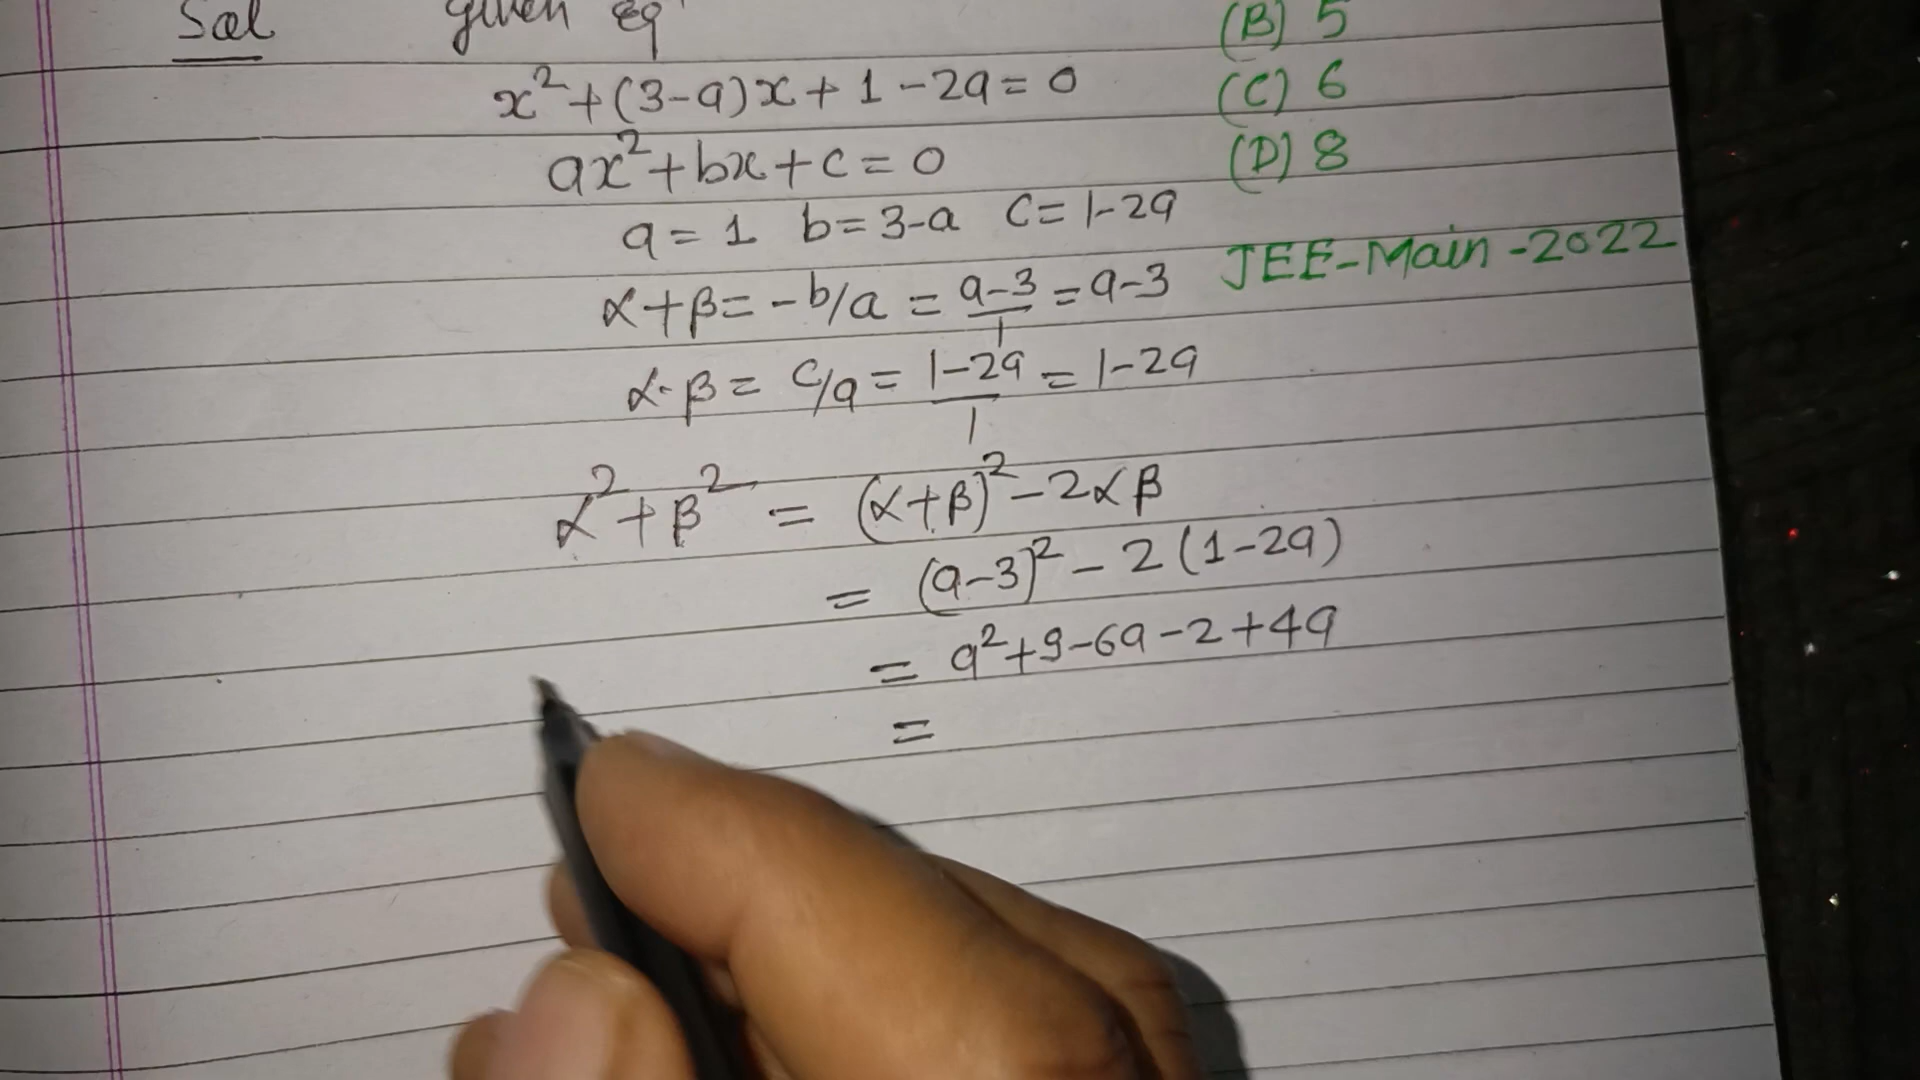 Sol given eqn
(B) 5
x²+(3-a)x+1-2a=0
(C) 6
ax²+bx+c=0
(D) 8
a=1 b=3-a c=1-2a
JEE-Main-2022
α+β=-b/a=a-3/1=a-3
α·β=c/a=1-2a/1=1-2a
α²+β²=(α+β)²-2αβ
=(a-3)²-2(1-2a)
=a²+9-6a-2+4a
=